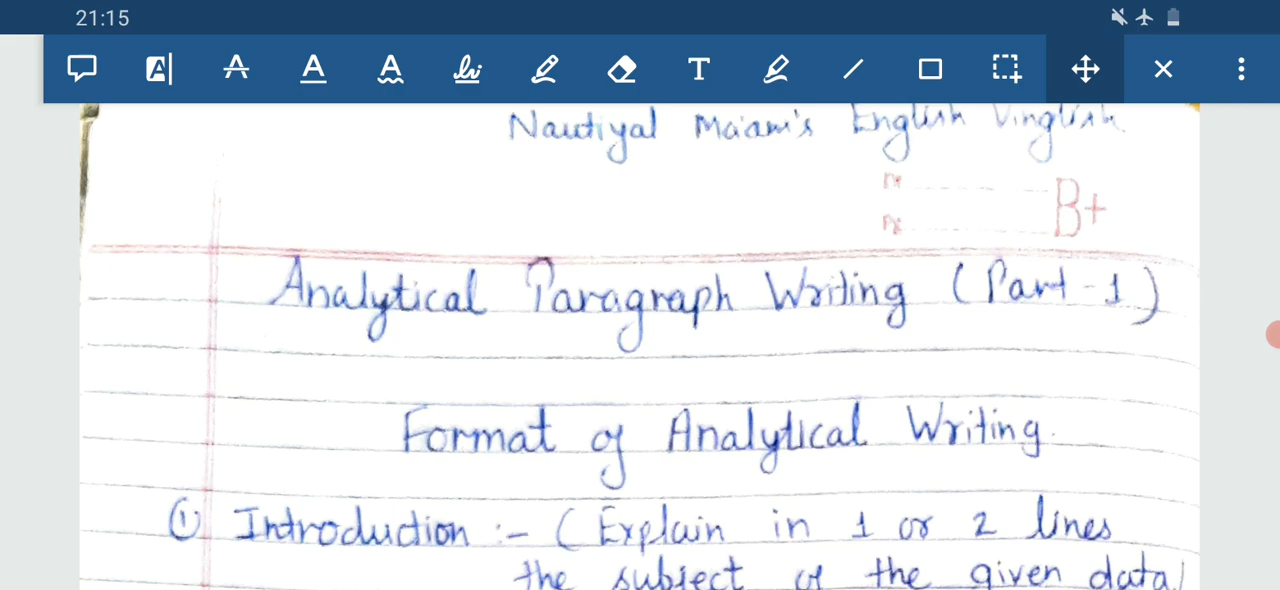 21:15
Nautiyal Ma'am's English Vinglish
B+
Analytical Paragraph Writing (Part-1)
Format of Analytical Writing.
① Introduction :- (Explain in 1 or 2 lines
the subject of the given data)